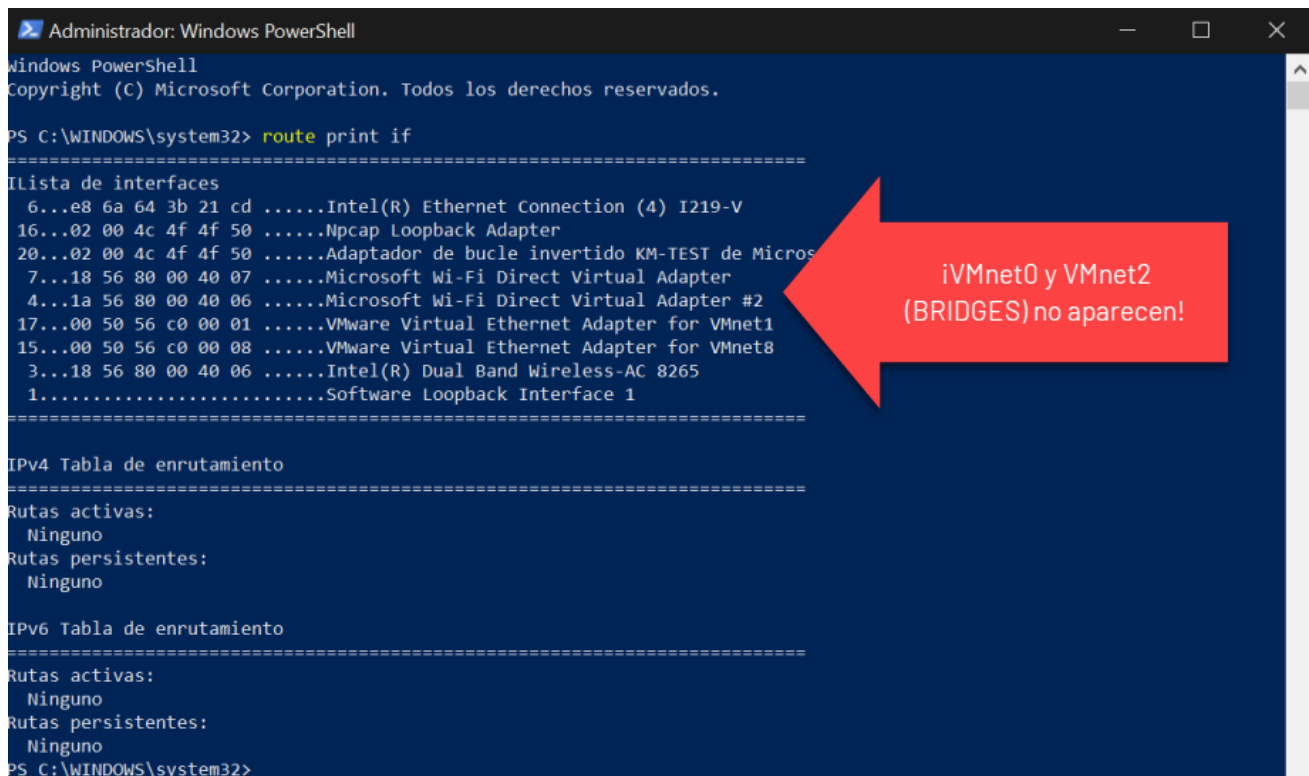 Administrador: Windows PowerShell
Windows PowerShell
Copyright (C) Microsoft Corporation. Todos los derechos reservados.
PS C:\WINDOWS\system32> route print if
===========================================================================
ILista de interfaces
6...e8 6a 64 3b 21 cd ......Intel(R) Ethernet Connection (4) I219-V
16...02 00 4c 4f 4f 50 ......Npcap Loopback Adapter
20...02 00 4c 4f 4f 50 ......Adaptador de bucle invertido KM-TEST de Micros
7...18 56 80 00 40 07 ......Microsoft Wi-Fi Direct Virtual Adapter
4...1a 56 80 00 40 06 ......Microsoft Wi-Fi Direct Virtual Adapter #2
17...00 50 56 c0 00 01 ......VMware Virtual Ethernet Adapter for VMnet1
15...00 50 56 c0 00 08 ......VMware Virtual Ethernet Adapter for VMnet8
3...18 56 80 00 40 06 ......Intel(R) Dual Band Wireless-AC 8265
1...........................Software Loopback Interface 1
===========================================================================
¡VMnet0 y VMnet2
(BRIDGES) no aparecen!
IPv4 Tabla de enrutamiento
===========================================================================
Rutas activas:
Ninguno
Rutas persistentes:
Ninguno
IPv6 Tabla de enrutamiento
===========================================================================
Rutas activas:
Ninguno
Rutas persistentes:
Ninguno
PS C:\WINDOWS\system32>